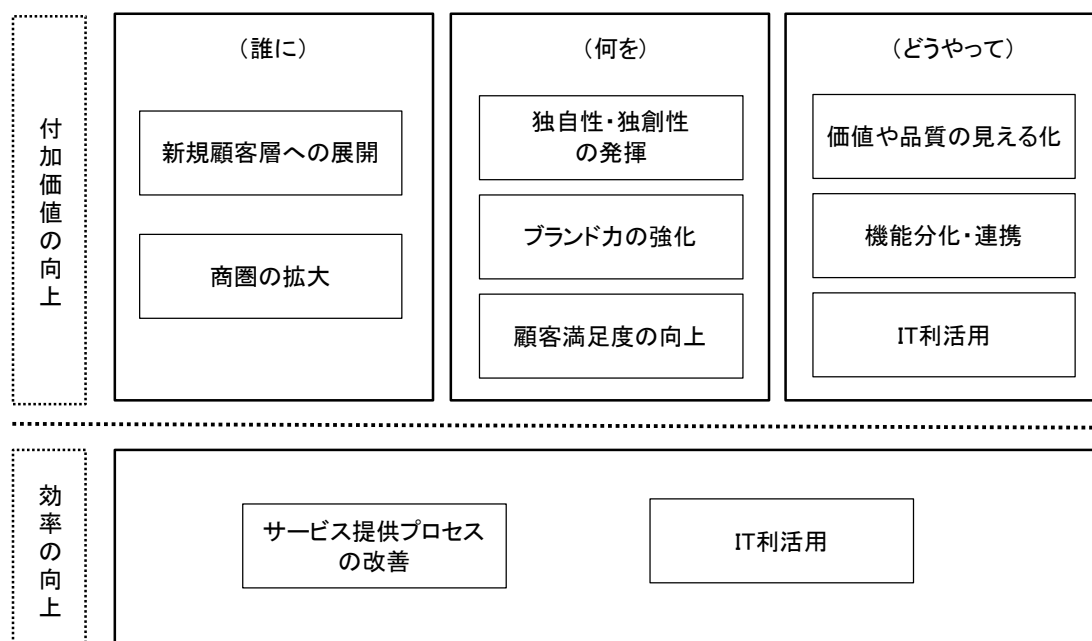 付加価値の向上
(誰に)
新規顧客層への展開
商圏の拡大
(何を)
独自性・独創性
の発揮
ブランド力の強化
顧客満足度の向上
(どうやって)
価値や品質の見える化
機能分化・連携
IT利活用
効率の向上
サービス提供プロセス
の改善
IT利活用